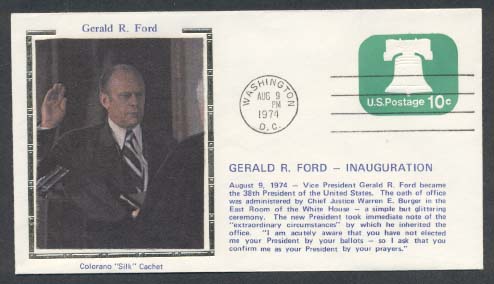 Gerald R. Ford
WASHINGTON
AUG 9
PM
1974
D.C.
U.S. Postage 10c
GERALD R. FORD – INAUGURATION
August 9, 1974 — Vice President Gerald R. Ford became
the 38th President of the United States. The oath of office
was administered by Chief Justice Warren E. Burger in the
East Room of the White House — a simple but glittering
ceremony. The new President took immediate note of the
"extraordinary circumstances" by which he inherited the
office. "I am acutely aware that you have not elected
me your President by your ballots — so I ask that you
confirm me as your President by your prayers."
Colorano "Silk" Cachet